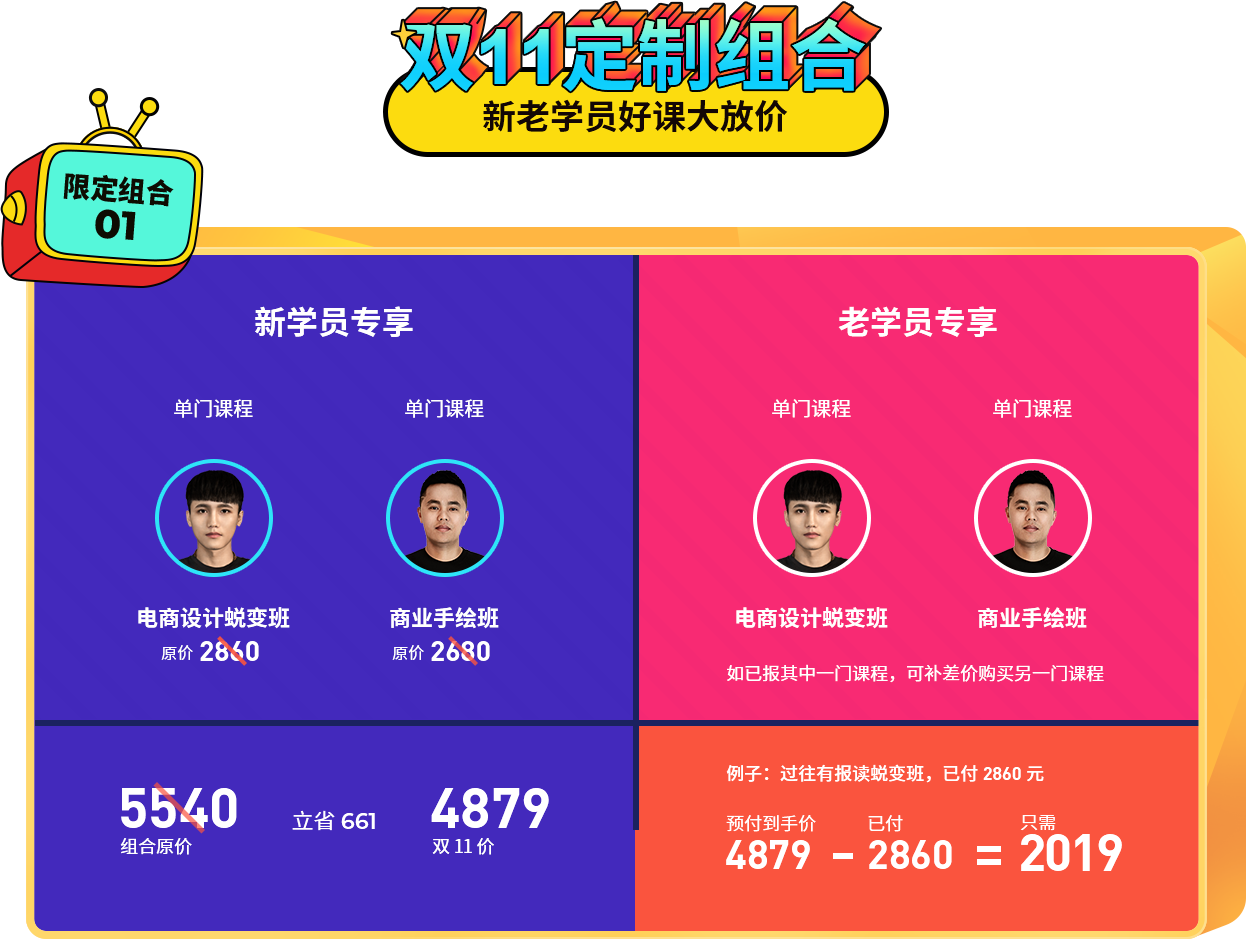 双11定制组合
新老学员好课大放价
限定组合
01
新学员专享
单门课程
单门课程
电商设计蜕变班
商业手绘班
原价 2860
原价 2680
5540
组合原价
立省 661
4879
双 11 价
老学员专享
单门课程
单门课程
电商设计蜕变班
商业手绘班
如已报其中一门课程，可补差价购买另一门课程
例子：过往有报读蜕变班，已付 2860 元
预付到手价
已付
只需
4879 – 2860 = 2019